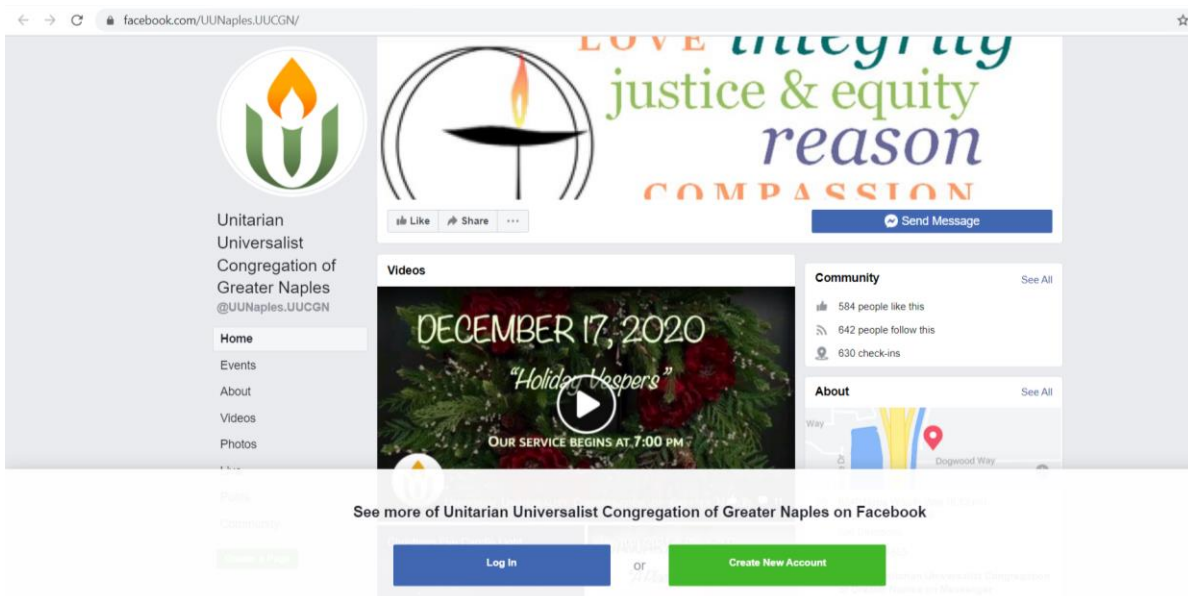 facebook.com/UUNaples.UUCGN/
LOVE integrity
justice & equity
reason
COMPASSION
Unitarian
Universalist
Congregation of
Greater Naples
@UUNaples.UUCGN
Home
Events
About
Videos
Photos
Live
Posts
Community
Like Share ...
Send Message
Videos
DECEMBER 17, 2020
"Holiday Vespers"
OUR SERVICE BEGINS AT 7:00 PM
Community See All
584 people like this
642 people follow this
630 check-ins
About See All
Way
Dogwood Way
See more of Unitarian Universalist Congregation of Greater Naples on Facebook
Log In or Create New Account